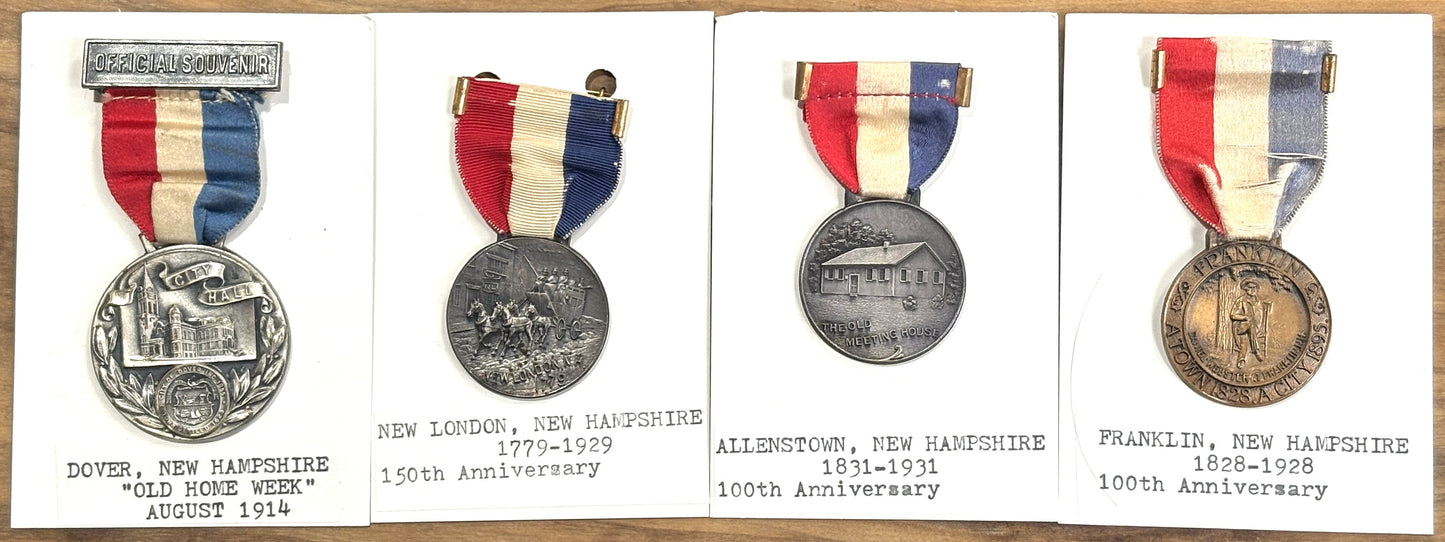 OFFICIAL SOUVENIR
CITY
HALL
DOVER, NEW HAMPSHIRE
"OLD HOME WEEK"
AUGUST 1914
NEW LONDON, N.H.
NEW LONDON, NEW HAMPSHIRE
1779-1929
150th Anniversary
THE OLD
MEETING HOUSE
2
ALLENSTOWN, NEW HAMPSHIRE
1831-1931
100th Anniversary
FRANKLIN
A TOWN 1828. A CITY 1895.
FRANKLIN, NEW HAMPSHIRE
1828-1928
100th Anniversary